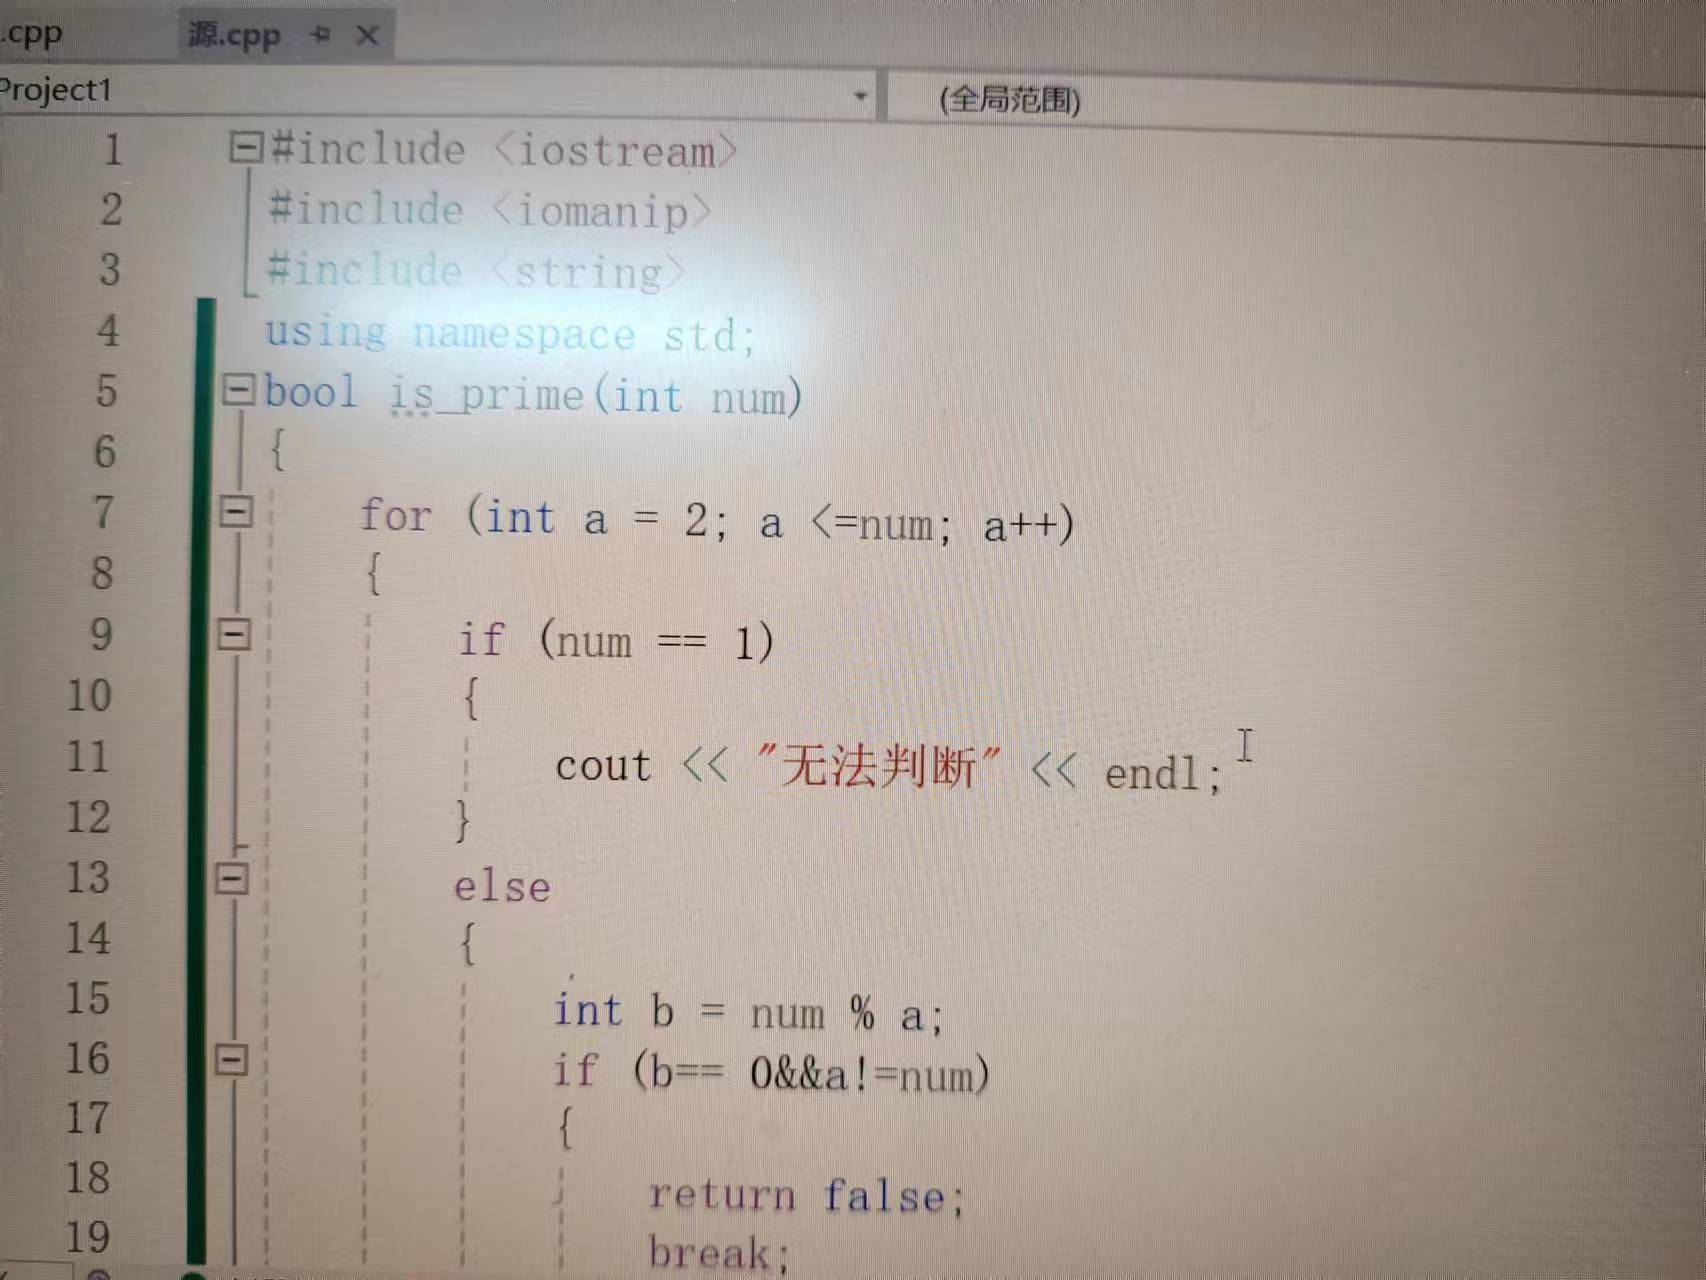 .cpp 源.cpp
Project1 (全局范围)
1 #include <iostream>
2 #include <iomanip>
3 #include <string>
4 using namespace std;
5 bool is_prime(int num)
6 {
7 for (int a = 2; a <=num; a++)
8 {
9 if (num == 1)
10 {
11 cout << "无法判断" << endl;
12 }
13 else
14 {
15 int b = num % a;
16 if (b== 0&&a!=num)
17 {
18 return false;
19 break;